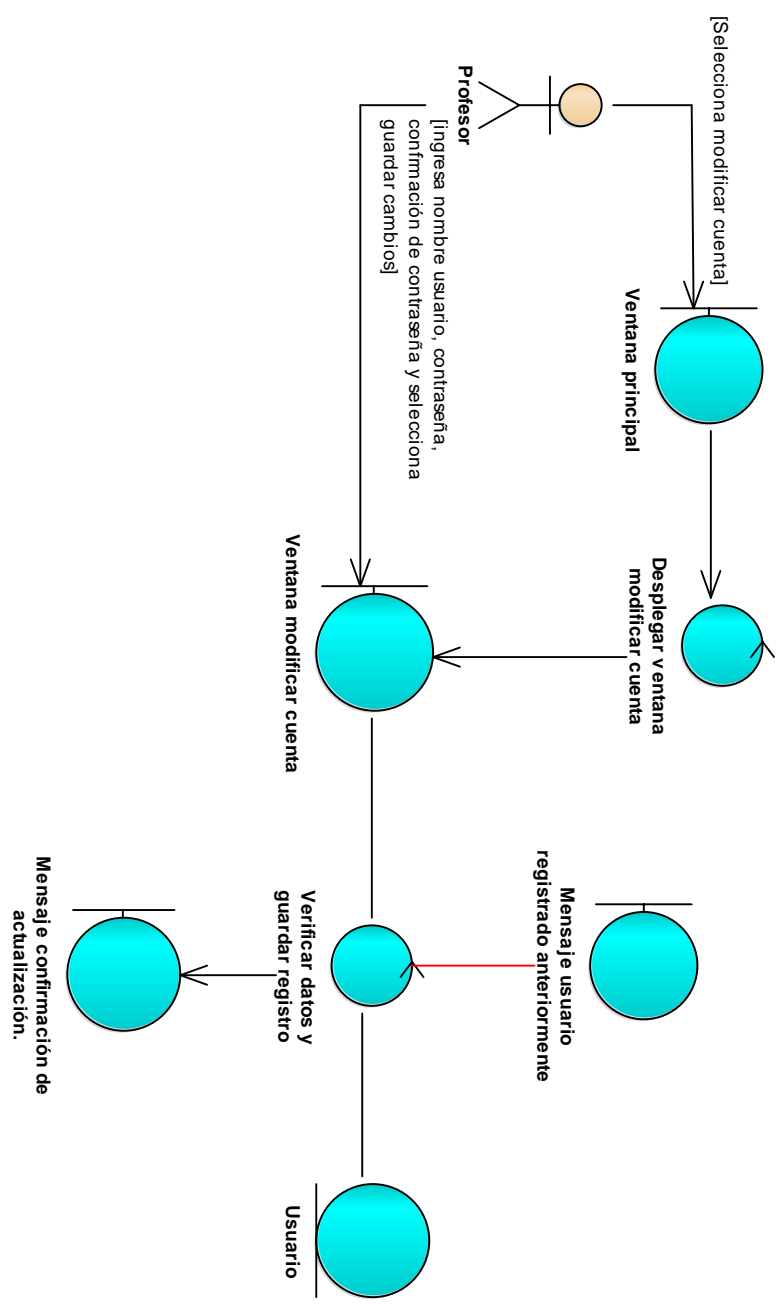 [Selecciona modificar cuenta]
Ventana principal
Desplegar ventana
modificar cuenta
Mensaje usuario
registrado anteriormente
Profesor
[ingresa nombre usuario, contraseña,
confirmación de contraseña y selecciona
guardar cambios]
Ventana modificar cuenta
Verificar datos y
guardar registro
Usuario
Mensaje confirmación de
actualización.